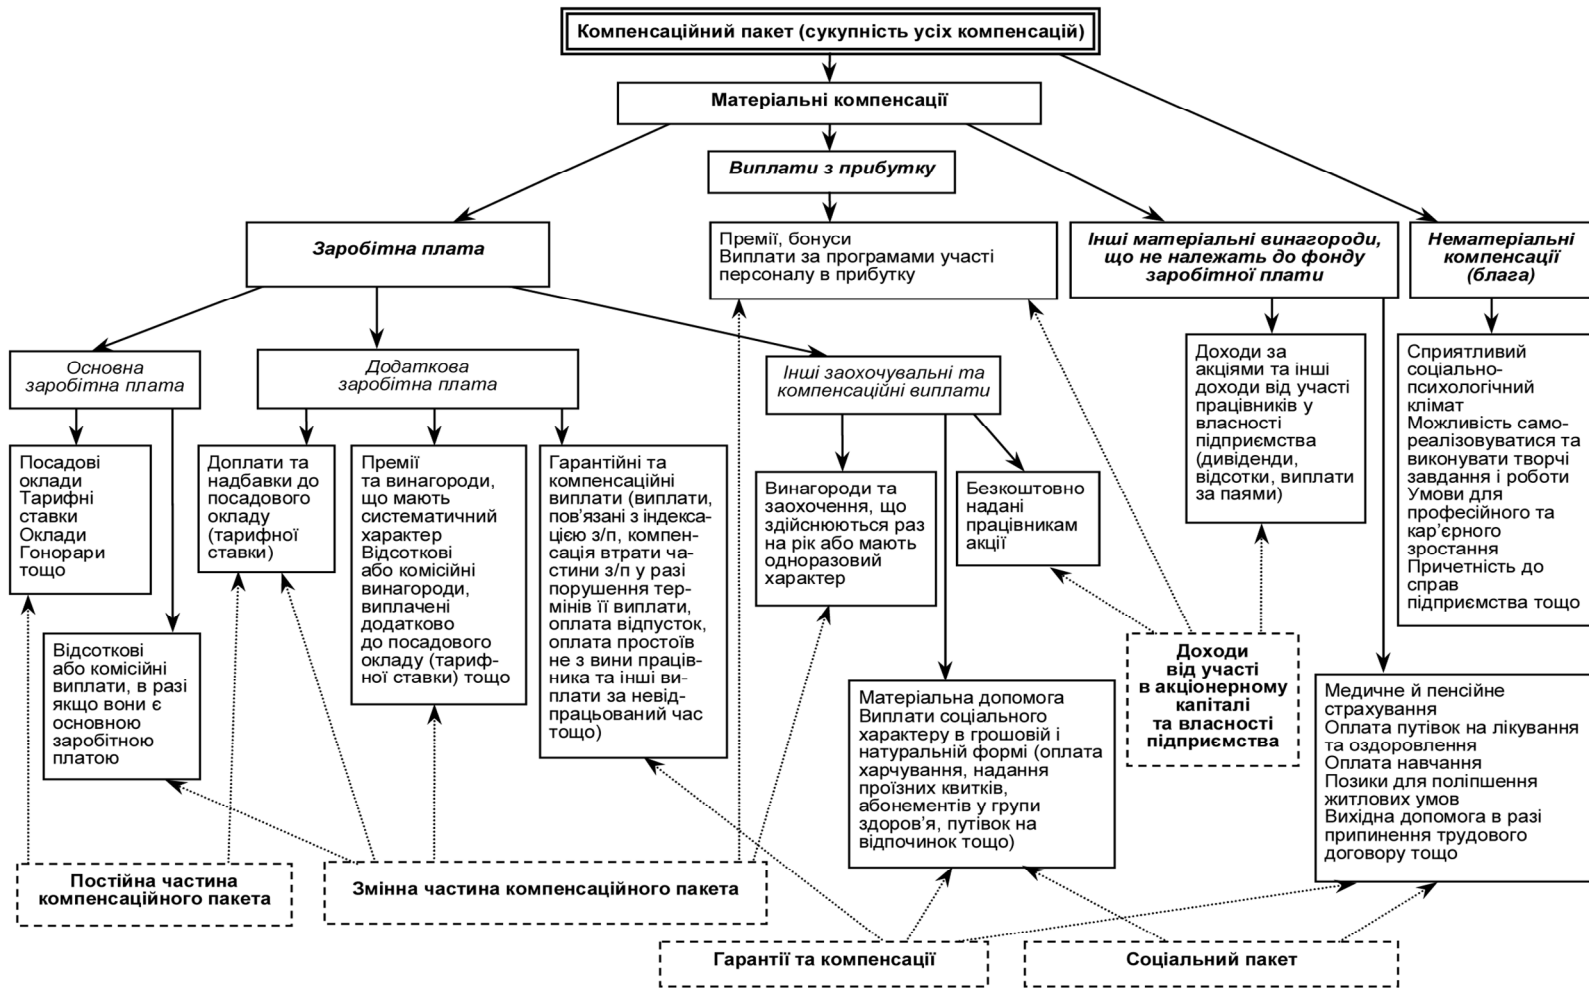 Компенсаційний пакет (сукупність усіх компенсацій)
Матеріальні компенсації
Виплати з прибутку
Заробітна плата
Премії, бонуси
Виплати за програмами участі
персоналу в прибутку
Інші матеріальні винагороди,
що не належать до фонду
заробітної плати
Нематеріальні
компенсації
(блага)
Основна
заробітна плата
Додаткова
заробітна плата
Інші заохочувальні та
компенсаційні виплати
Доходи за
акціями та інші
доходи від участі
працівників у
власності
підприємства
(дивіденди,
відсотки, виплати
за паями)
Сприятливий
соціально-
психологічний
клімат
Можливість само-
реалізовуватися та
виконувати творчі
завдання і роботи
Умови для
професійного та
кар’єрного
зростання
Причетність до
справ
підприємства тощо
Посадові
оклади
Тарифні
ставки
Оклади
Гонорари
тощо
Доплати та
надбавки до
посадового
окладу
(тарифної
ставки)
Премії
та винагороди,
що мають
систематичний
характер
Відсоткові
або комісійні
винагороди,
виплачені
додатково
до посадового
окладу (тариф-
ної ставки) тощо
Гарантійні та
компенсаційні
виплати (виплати,
пов’язані з індекса-
цією з/п, компен-
сація втрати ча-
стини з/п у разі
порушення тер-
мінів її виплати,
оплата відпусток,
оплата простоїв
не з вини праців-
ника та інші ви-
плати за невід-
працьований час
тощо)
Винагороди та
заохочення, що
здійснюються раз
на рік або мають
одноразовий
характер
Безкоштовно
надані
працівникам
акції
Відсоткові
або комісійні
виплати, в разі
якщо вони є
основною
заробітною
платою
Матеріальна допомога
Виплати соціального
характеру в грошовій і
натуральній формі (оплата
харчування, надання
проїзних квитків,
абонементів у групи
здоров’я, путівок на
відпочинок тощо)
Доходи
від участі
в акціонерному
капіталі
та власності
підприємства
Медичне й пенсійне
страхування
Оплата путівок на лікування
та оздоровлення
Оплата навчання
Позики для поліпшення
житлових умов
Вихідна допомога в разі
припинення трудового
договору тощо
Постійна частина
компенсаційного пакета
Змінна частина компенсаційного пакета
Гарантії та компенсації
Соціальний пакет